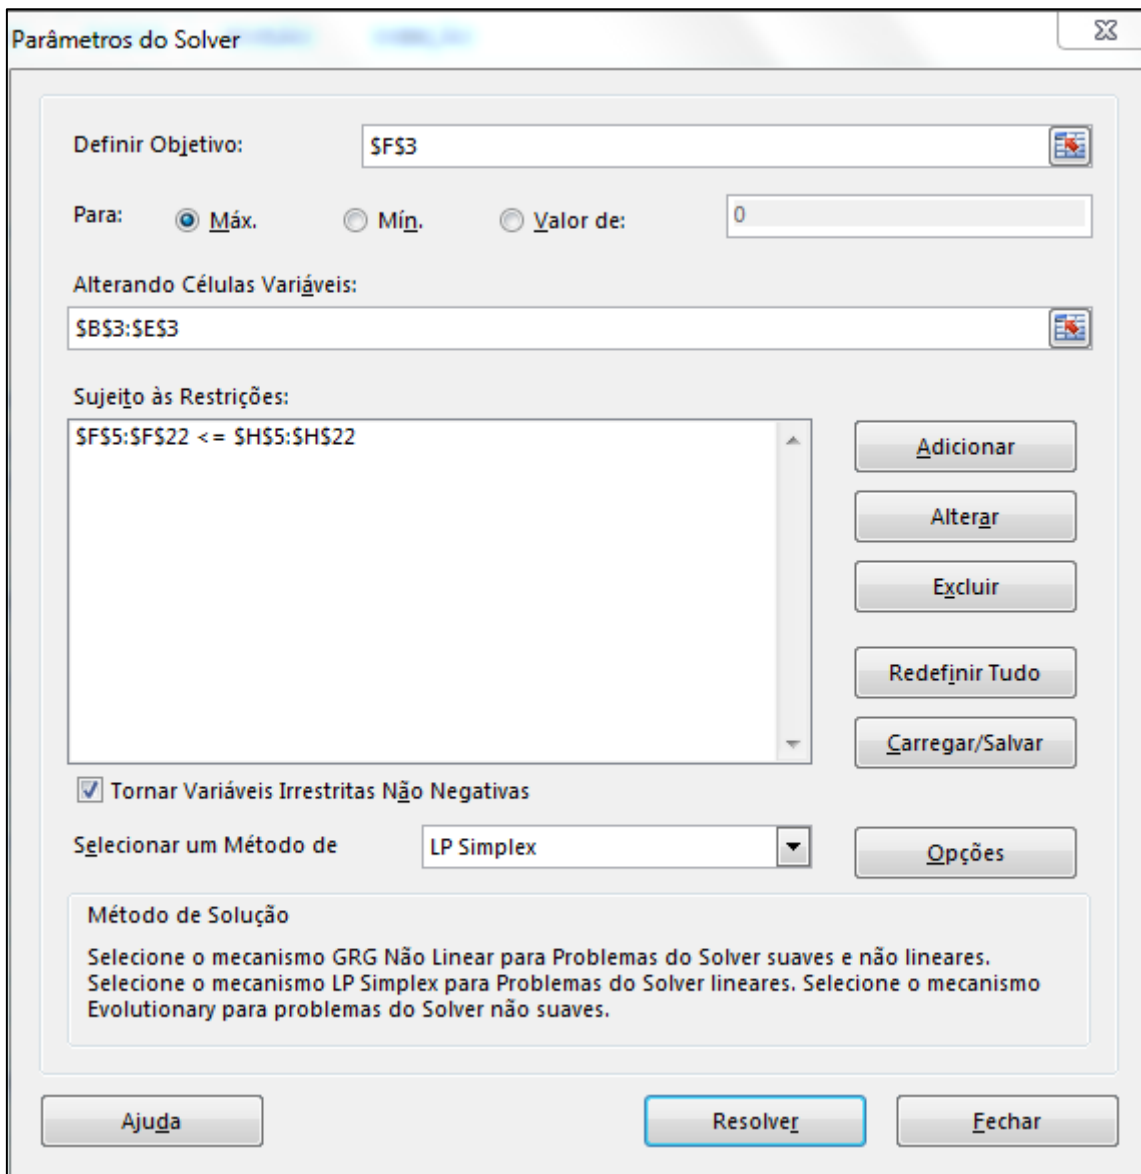 Parâmetros do Solver
Definir Objetivo: $F$3
Para: Máx. Mín. Valor de: 0
Alterando Células Variáveis:
$B$3:$E$3
Sujeito às Restrições:
$F$5:$F$22 <= $H$5:$H$22
Adicionar
Alterar
Excluir
Redefinir Tudo
Carregar/Salvar
Tornar Variáveis Irrestritas Não Negativas
Selecionar um Método de LP Simplex Opções
Método de Solução
Selecione o mecanismo GRG Não Linear para Problemas do Solver suaves e não lineares.
Selecione o mecanismo LP Simplex para Problemas do Solver lineares. Selecione o mecanismo
Evolutionary para problemas do Solver não suaves.
Ajuda Resolver Fechar